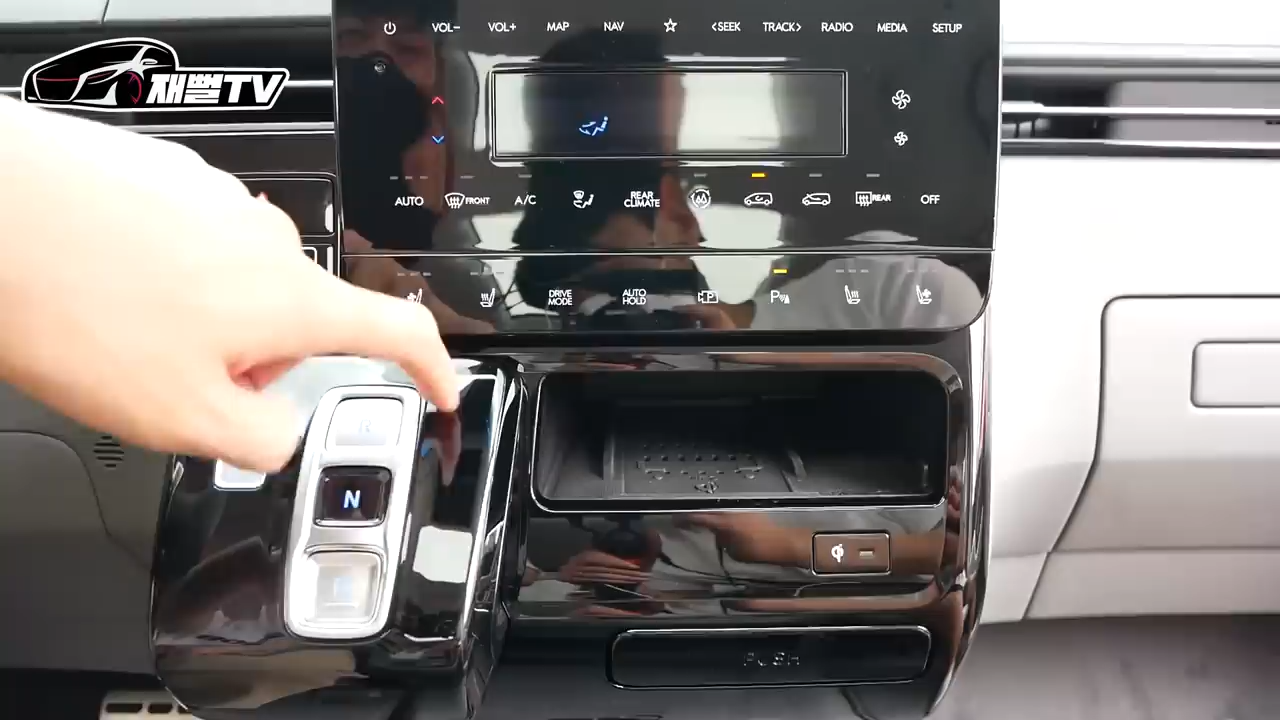 VOL− VOL+ MAP NAV <SEEK TRACK> RADIO MEDIA SETUP
재뻘TV
AUTO FRONT A/C REAR CLIMATE REAR OFF
DRIVE MODE AUTO HOLD P P
R
N
PUSH